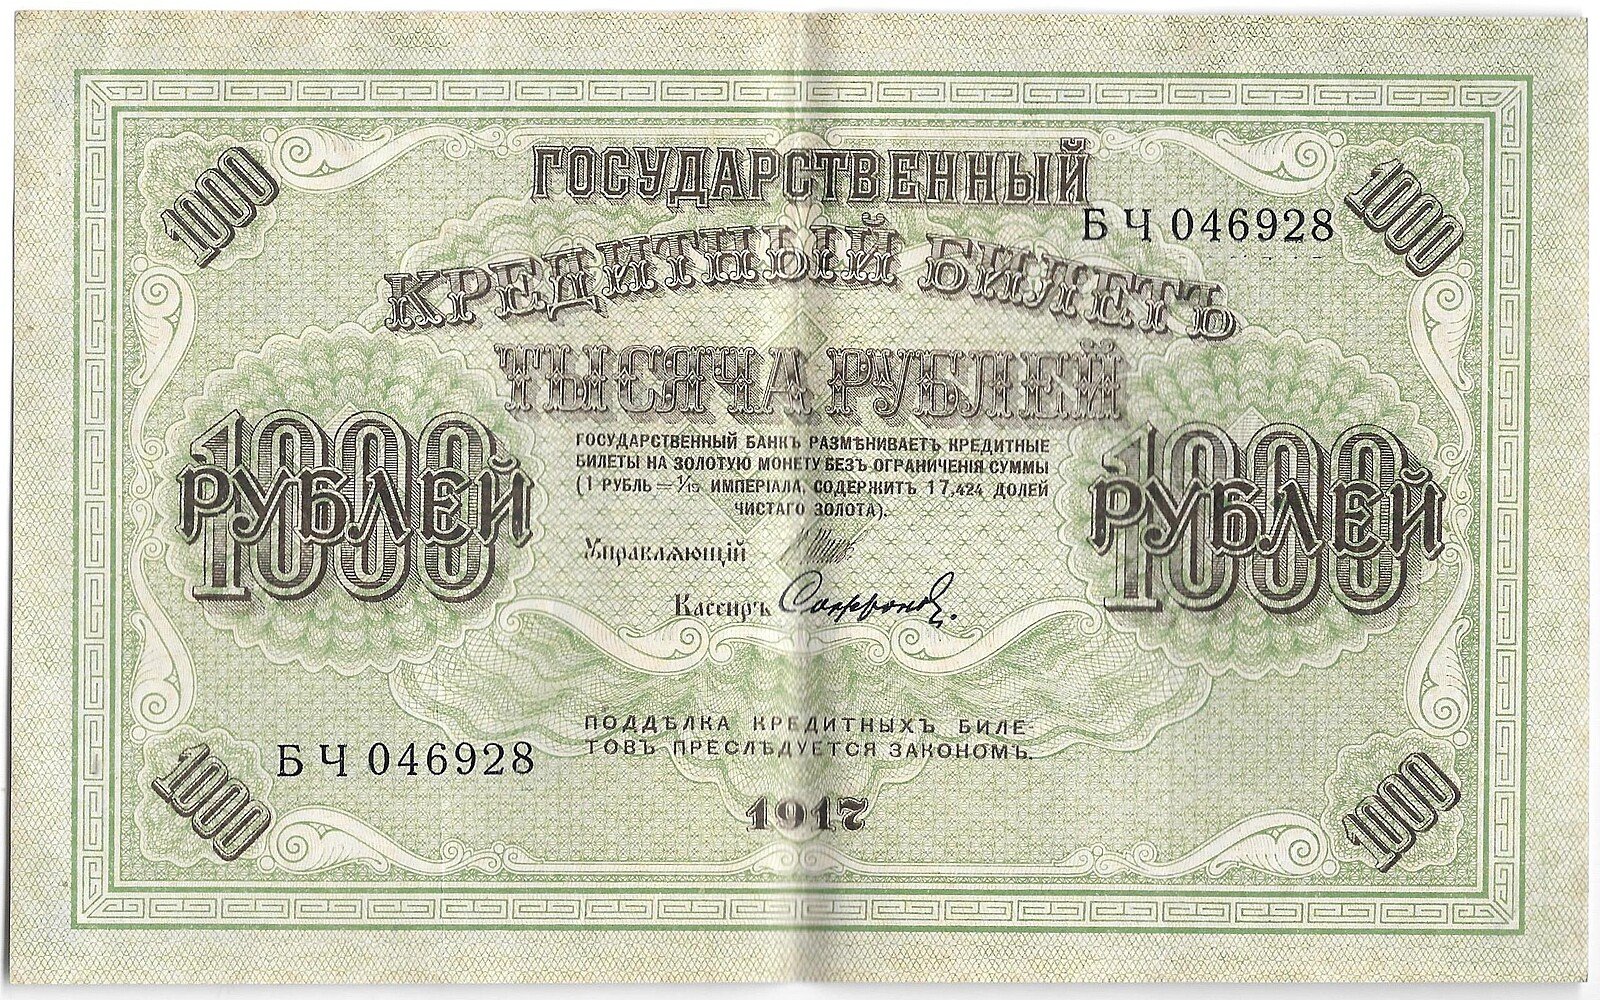 1000
ГОСУДАРСТВЕННЫЙ
1000
БЧ 046928
КРЕДИТНЫЙ БИЛЕТЪ
ТЫСЯЧА РУБЛЕЙ
1000
РУБЛЕЙ
1000
РУБЛЕЙ
ГОСУДАРСТВЕННЫЙ БАНКЪ РАЗМѢНИВАЕТЪ КРЕДИТНЫЕ
БИЛЕТЫ НА ЗОЛОТУЮ МОНЕТУ БЕЗЪ ОГРАНИЧЕНІЯ СУММЫ
(1 РУБЛЬ = 1/15 ИМПЕРІАЛА, СОДЕРЖИТЪ 17,424 ДОЛЕЙ
ЧИСТАГО ЗОЛОТА).
Управляющій
Кассиръ Сафроновъ.
ПОДДѢЛКА КРЕДИТНЫХЪ БИЛЕ-
ТОВЪ ПРЕСЛѢДУЕТСЯ ЗАКОНОМЪ.
БЧ 046928
1917
1000
1000